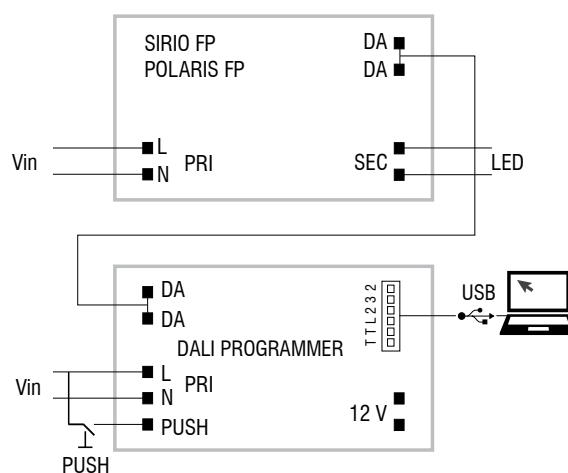 SIRIO FP
POLARIS FP
DA
DA
Vin
L
N
PRI
SEC
LED
DA
DA
TTL232
USB
DALI PROGRAMMER
Vin
L
N
PRI
PUSH
12 V
PUSH